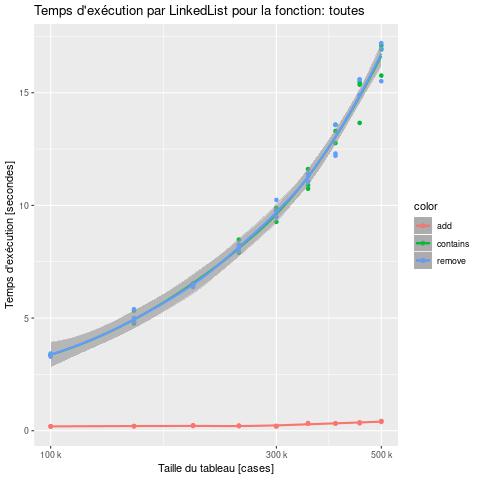 Temps d'exécution par LinkedList pour la fonction: toutes
Temps d'exécution [secondes]
15
10
5
0
100 k
300 k
500 k
Taille du tableau [cases]
color
add
contains
remove